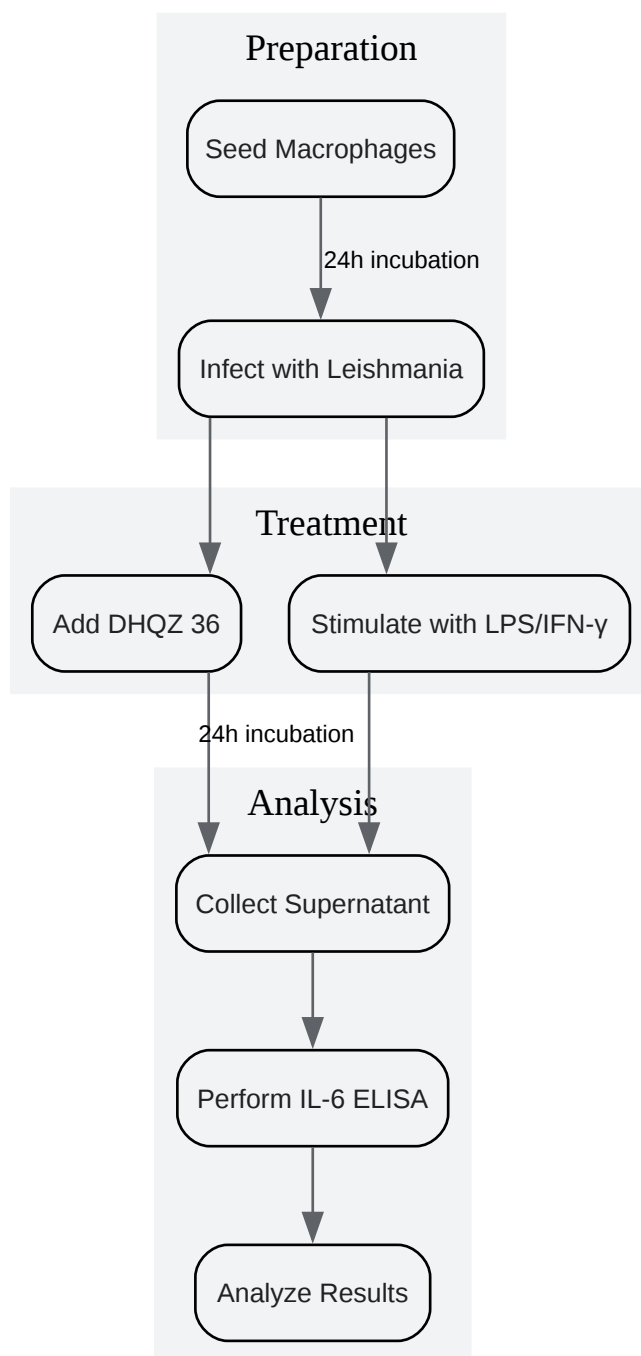 Preparation
Seed Macrophages
24h incubation
Infect with Leishmania
Treatment
Add DHQZ 36
Stimulate with LPS/IFN-γ
24h incubation
Analysis
Collect Supernatant
Perform IL-6 ELISA
Analyze Results